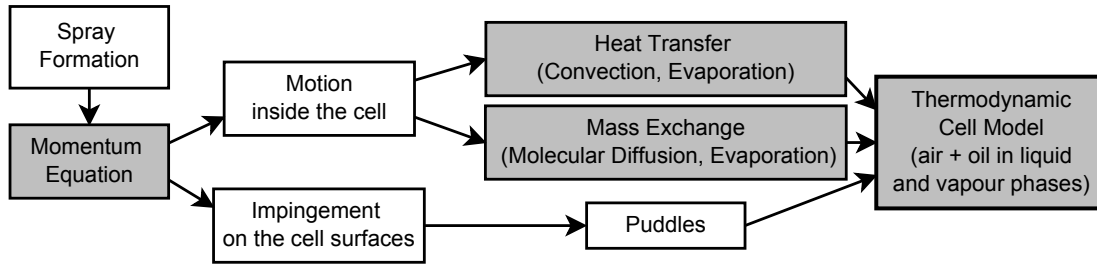 Spray
Formation
Momentum
Equation
Motion
inside the cell
Impingement
on the cell surfaces
Heat Transfer
(Convection, Evaporation)
Mass Exchange
(Molecular Diffusion, Evaporation)
Puddles
Thermodynamic
Cell Model
(air + oil in liquid
and vapour phases)